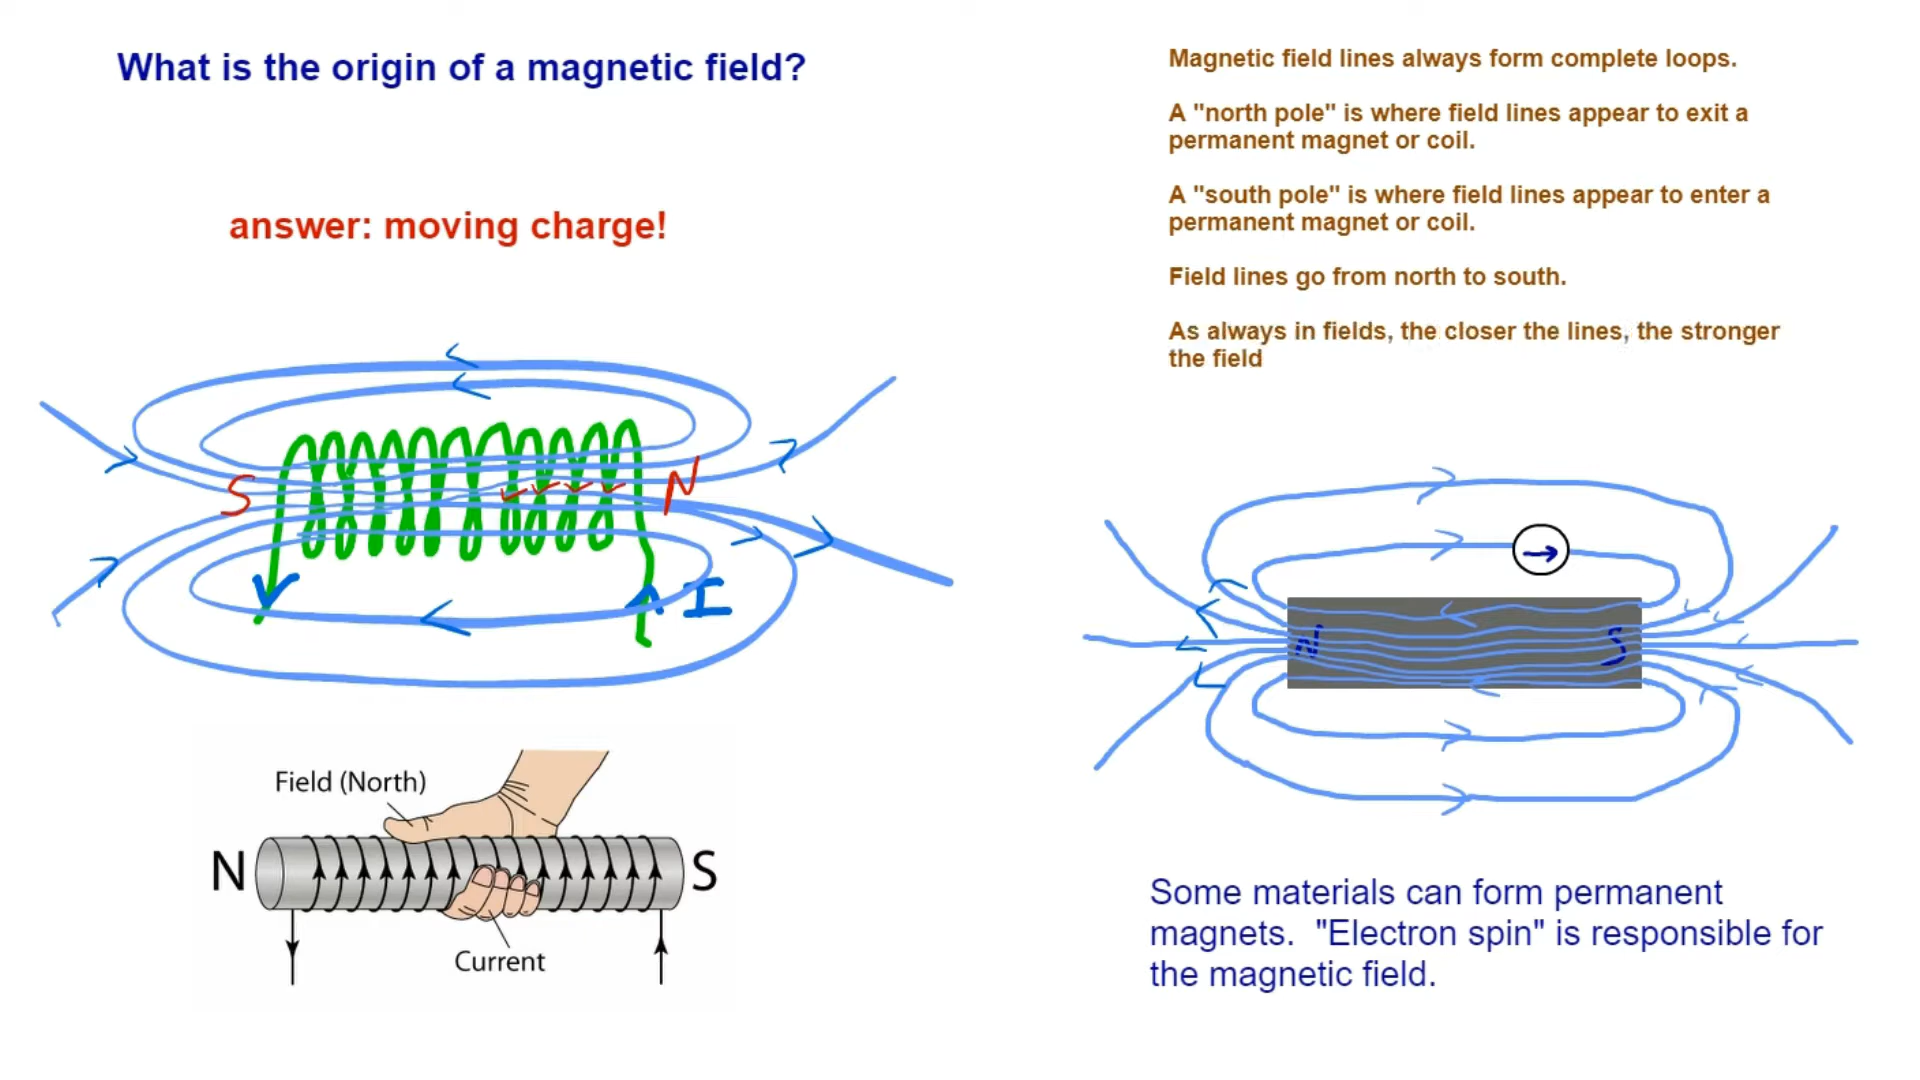 What is the origin of a magnetic field?
answer: moving charge!
S
N
I
Field (North)
N
S
Current
Magnetic field lines always form complete loops.
A "north pole" is where field lines appear to exit a
permanent magnet or coil.
A "south pole" is where field lines appear to enter a
permanent magnet or coil.
Field lines go from north to south.
As always in fields, the closer the lines, the stronger
the field
N
S
Some materials can form permanent
magnets. "Electron spin" is responsible for
the magnetic field.